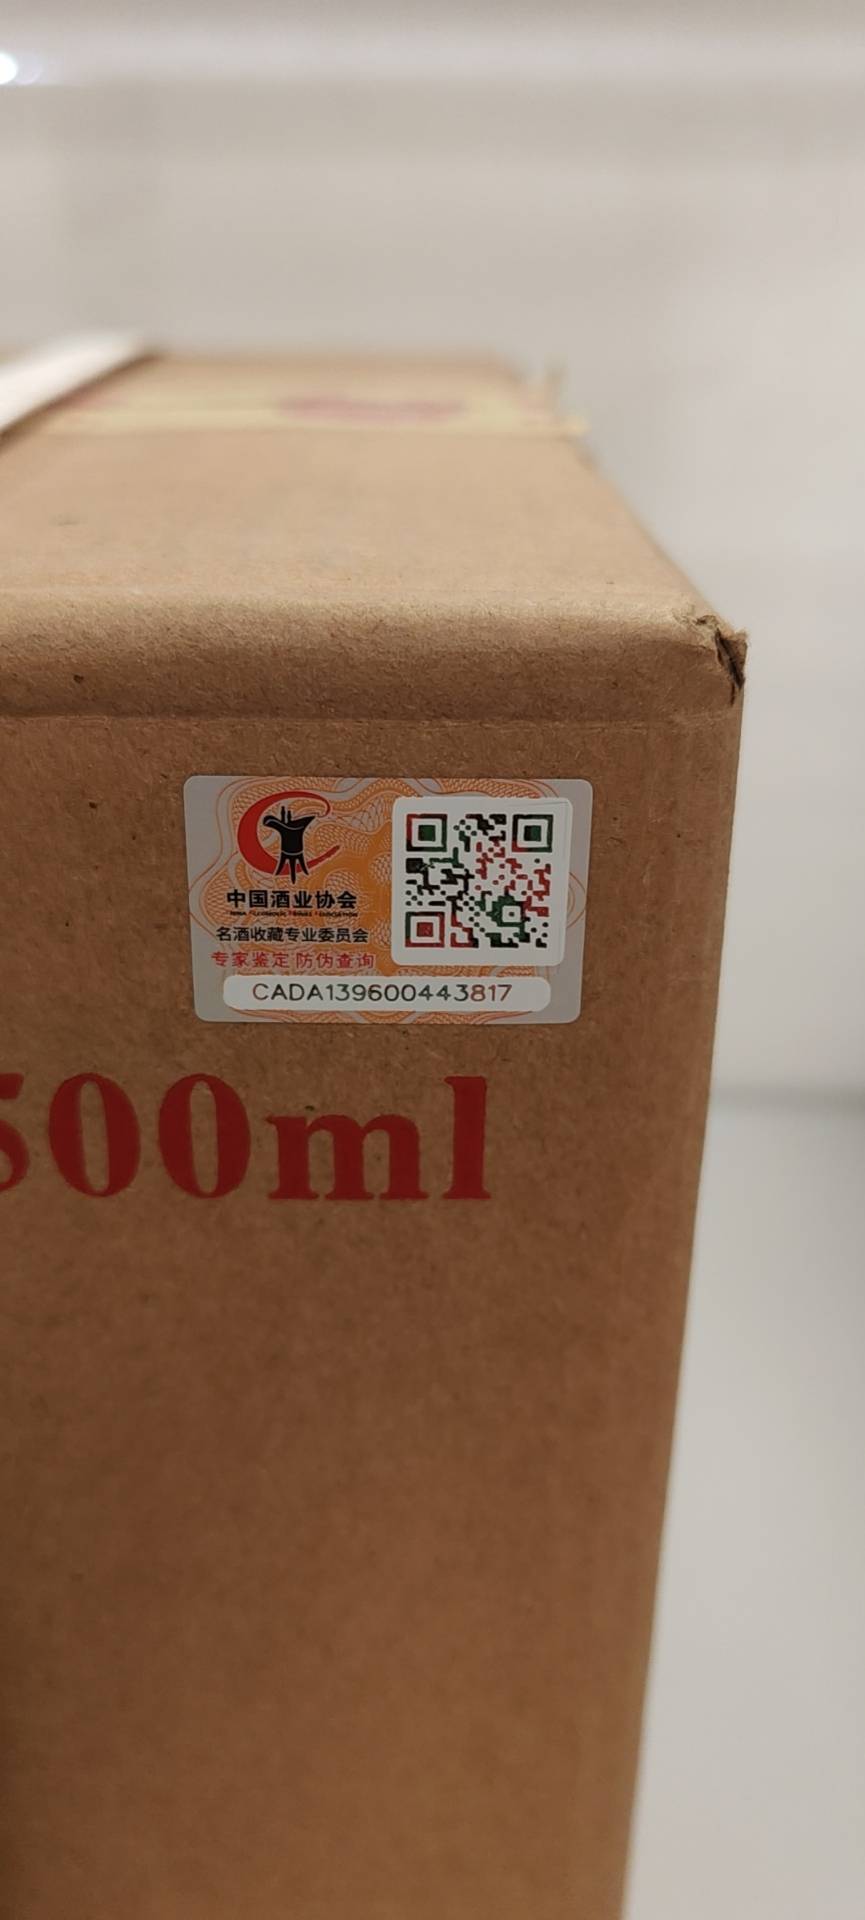 中国酒业协会
名酒收藏专业委员会
专家鉴定 防伪查询
CADA139600443817
500ml